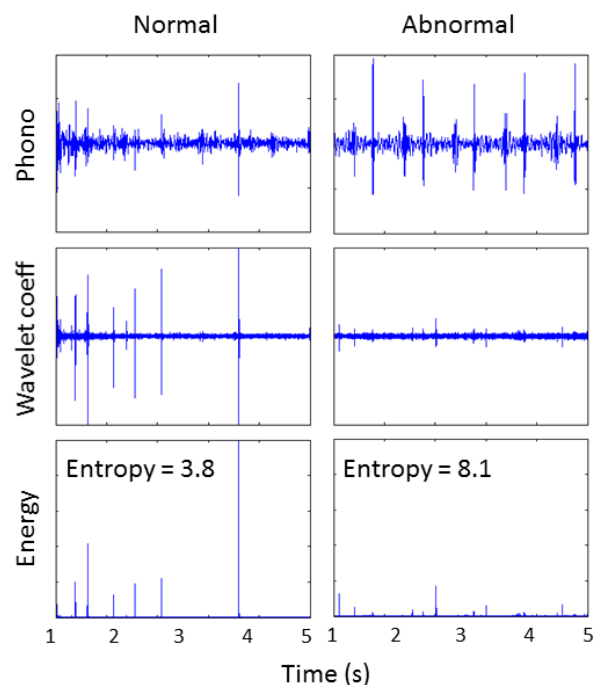 Normal
Abnormal
Phono
Wavelet coeff
Energy
Entropy = 3.8
Entropy = 8.1
1 2 3 4 5
1 2 3 4 5
Time (s)